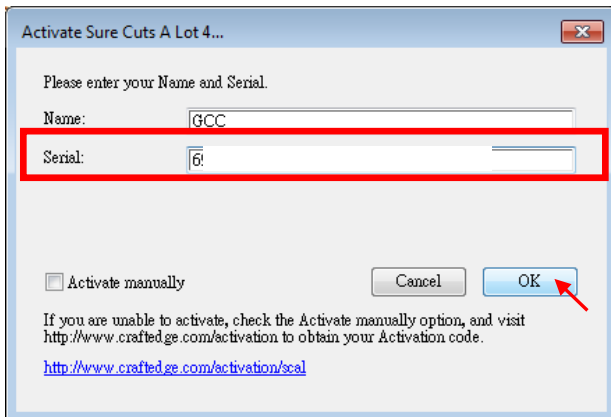 Activate Sure Cuts A Lot 4...
Please enter your Name and Serial.
Name:
GCC
Serial:
Activate manually
Cancel
OK
If you are unable to activate, check the Activate manually option, and visit
http://www.craftedge.com/activation to obtain your Activation code.
http://www.craftedge.com/activation/scal